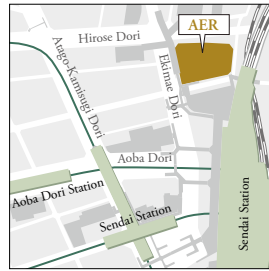 AER
Hirose Dori
Atago-Kamisugi Dori
Ekimae Dori
Aoba Dori
Aoba Dori Station
Sendai Station
Sendai Station